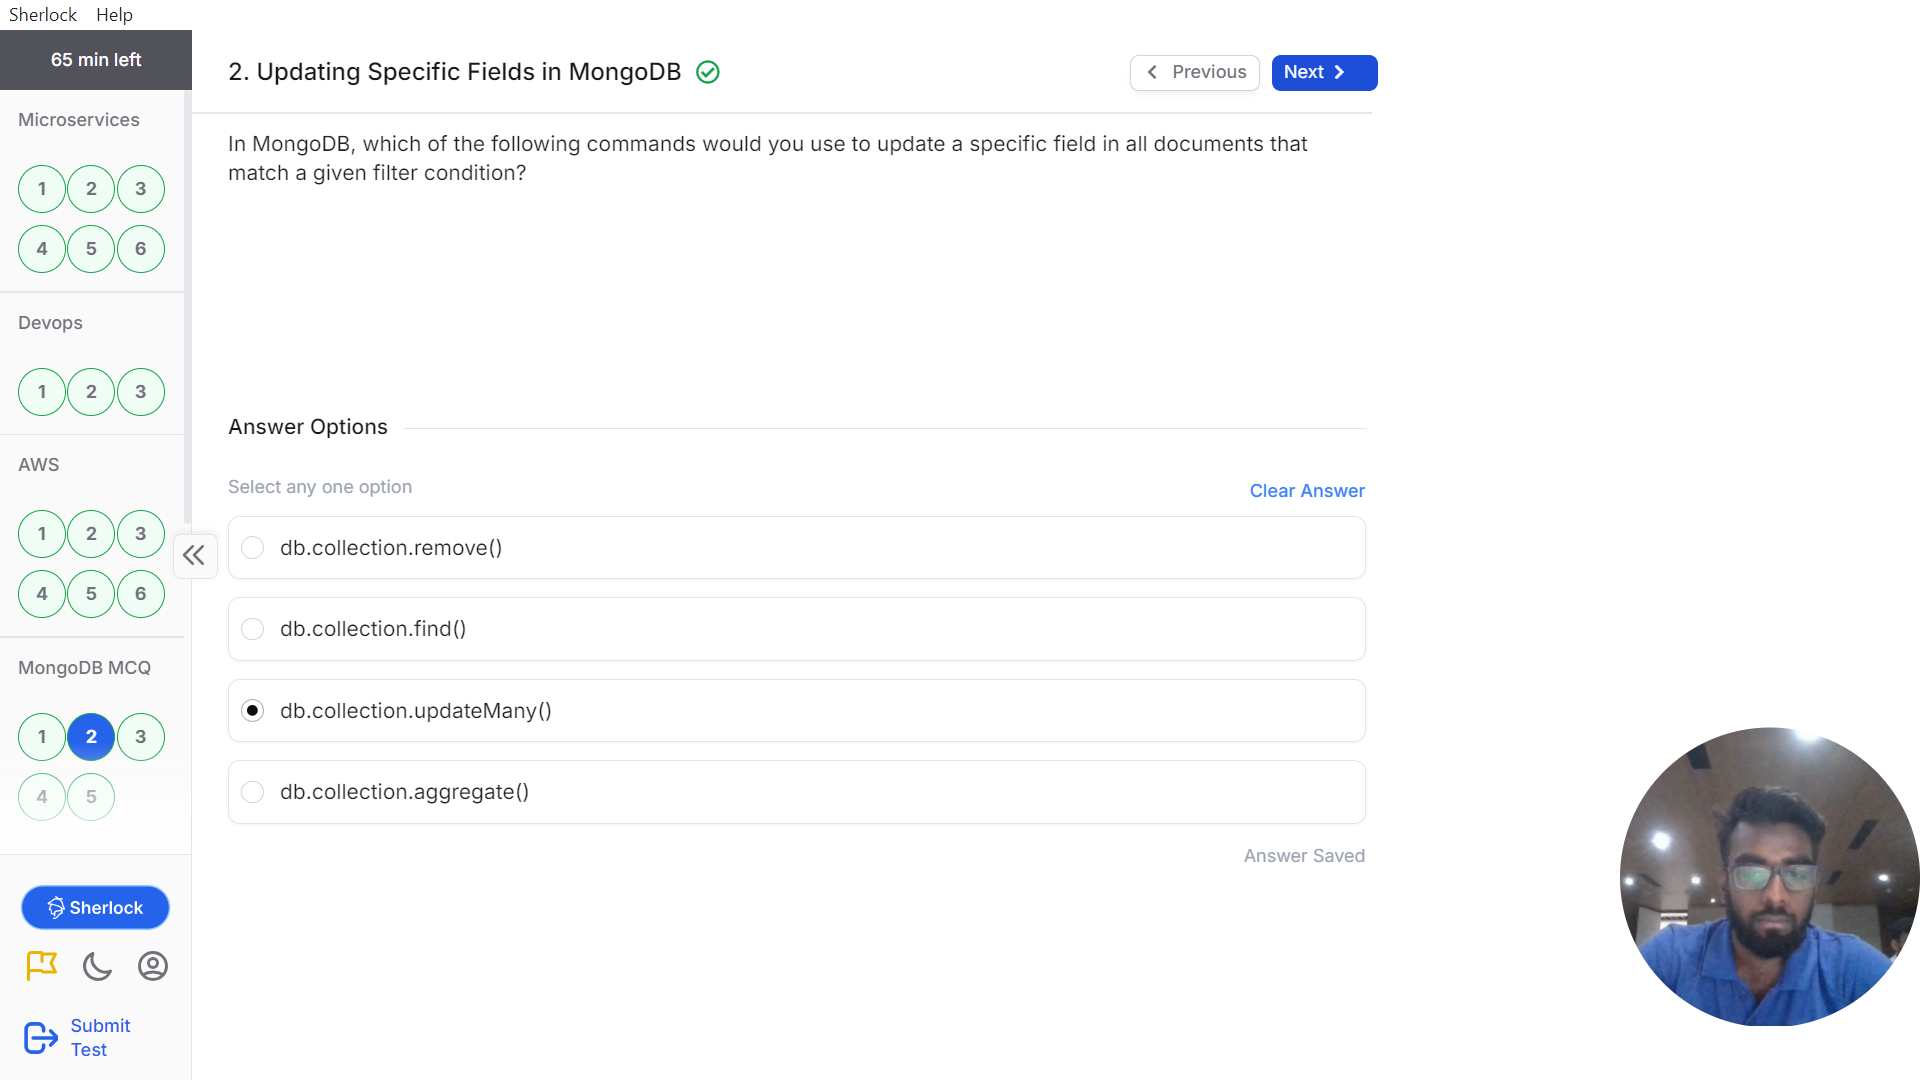 Sherlock Help
65 min left
Microservices
1 2 3
4 5 6
Devops
1 2 3
AWS
1 2 3
4 5 6
MongoDB MCQ
1 2 3
4 5
Sherlock
Submit
Test
2. Updating Specific Fields in MongoDB
Previous
Next
In MongoDB, which of the following commands would you use to update a specific field in all documents that
match a given filter condition?
Answer Options
Select any one option
Clear Answer
db.collection.remove()
db.collection.find()
db.collection.updateMany()
db.collection.aggregate()
Answer Saved